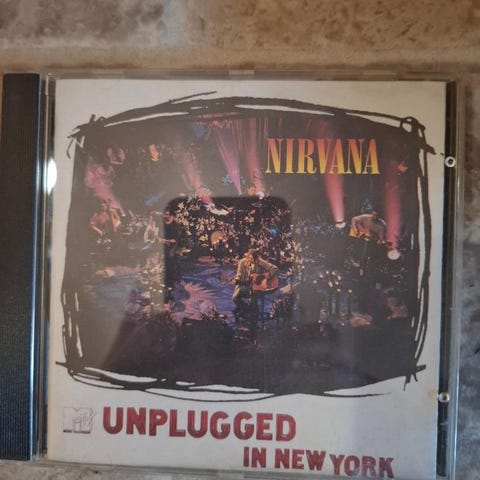 NIRVANA
MTV UNPLUGGED
IN NEW YORK